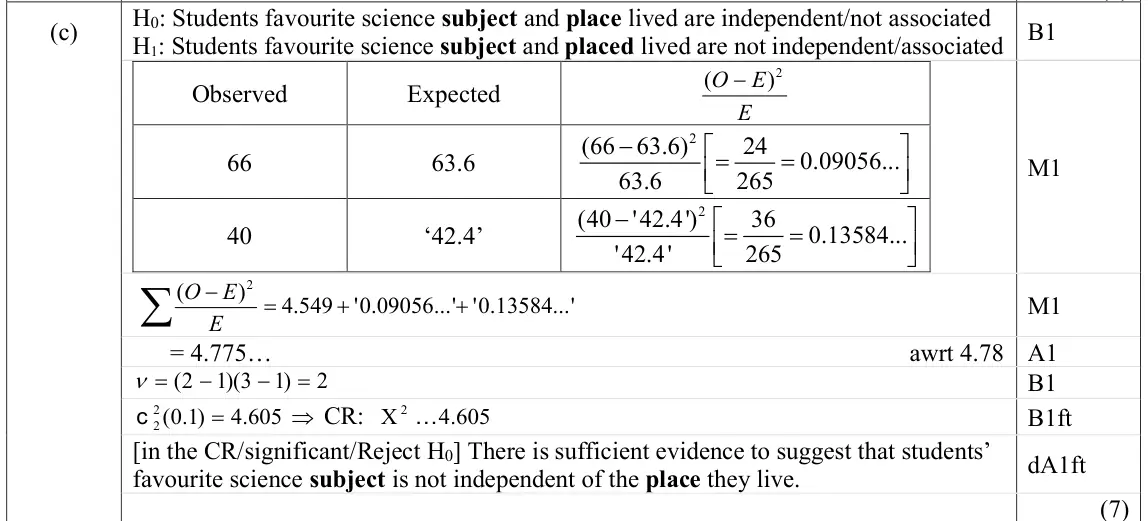 (c)
H₀: Students favourite science subject and place lived are independent/not associated
H₁: Students favourite science subject and placed lived are not independent/associated
B1
Observed Expected (O − E)²/E
66 63.6 (66 − 63.6)²/63.6 [= 24/265 = 0.09056...]
M1
40 ‘42.4’ (40 − '42.4')²/'42.4' [= 36/265 = 0.13584...]
∑ (O − E)²/E = 4.549 + '0.09056...' + '0.13584...' M1
= 4.775… awrt 4.78 A1
ν = (2 − 1)(3 − 1) = 2 B1
c²₂(0.1) = 4.605 ⇒ CR: X² …4.605 B1ft
[in the CR/significant/Reject H₀] There is sufficient evidence to suggest that students’
favourite science subject is not independent of the place they live.
dA1ft
(7)